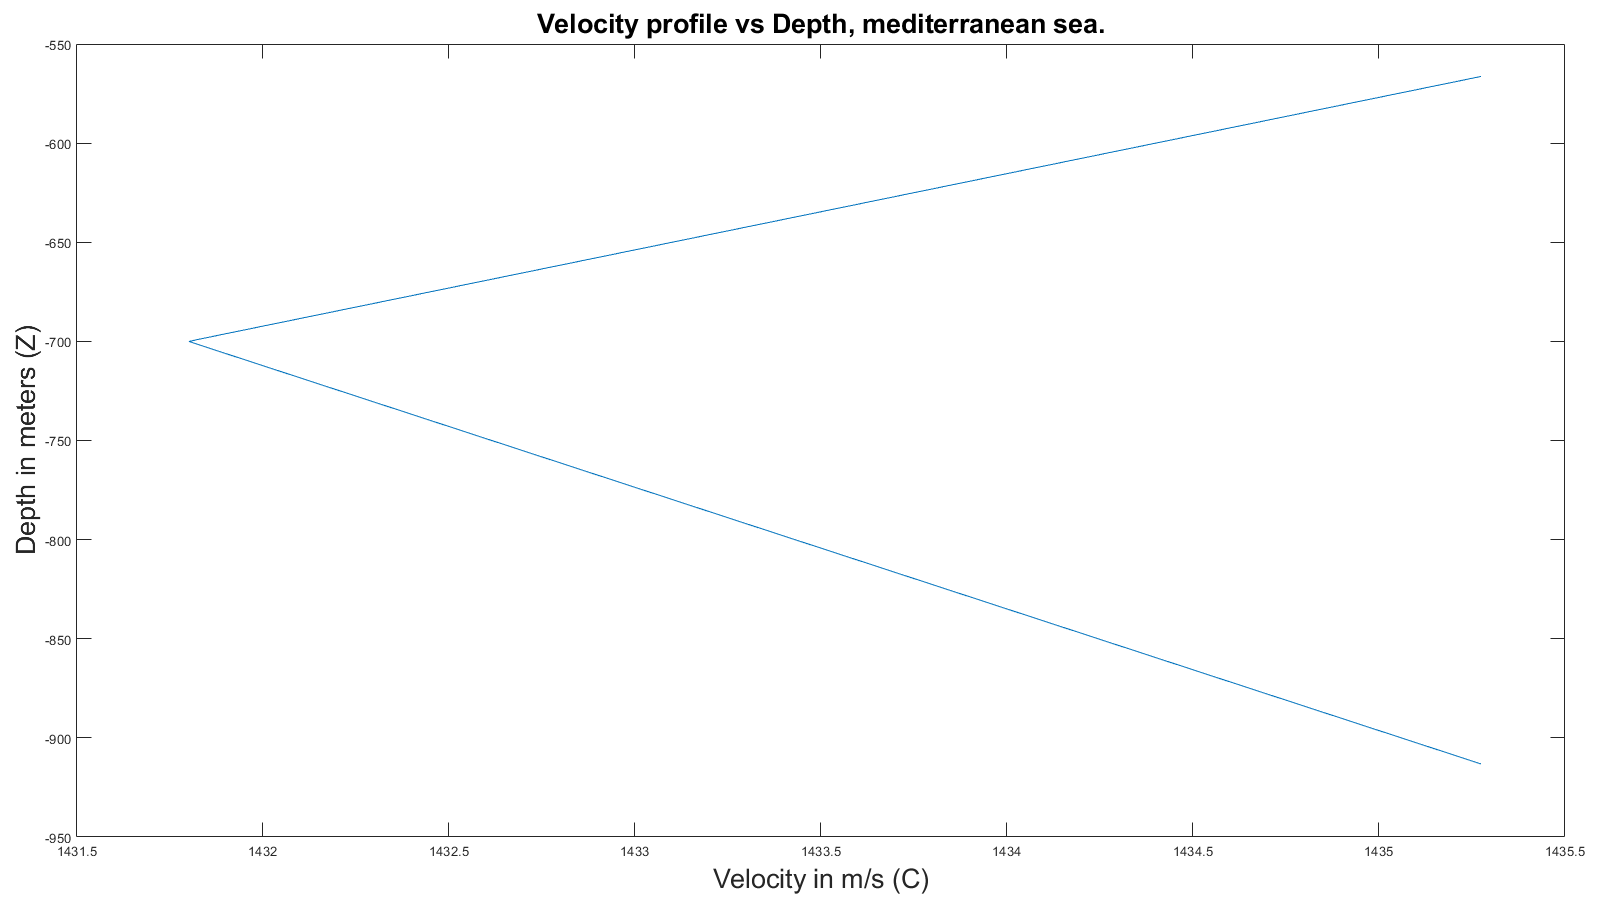 Velocity profile vs Depth, mediterranean sea.
-550
-600
-650
-700
-750
-800
-850
-900
-950
Depth in meters (Z)
1431.5 1432 1432.5 1433 1433.5 1434 1434.5 1435 1435.5
Velocity in m/s (C)